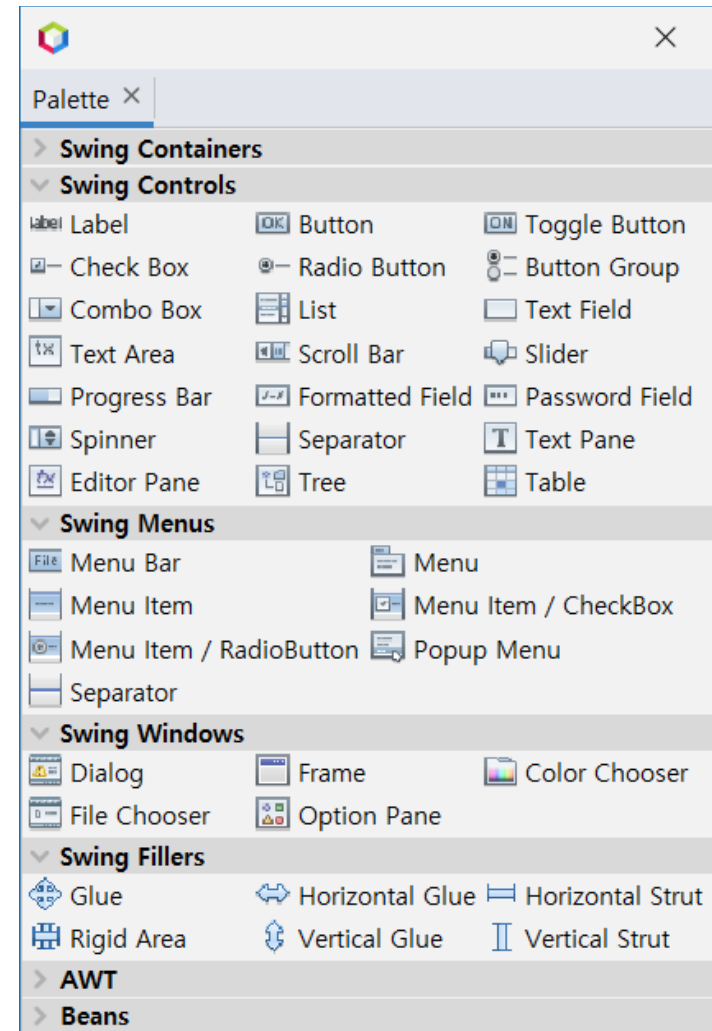 Palette
Swing Containers
Swing Controls
Label Button Toggle Button
Check Box Radio Button Button Group
Combo Box List Text Field
Text Area Scroll Bar Slider
Progress Bar Formatted Field Password Field
Spinner Separator Text Pane
Editor Pane Tree Table
Swing Menus
Menu Bar Menu
Menu Item Menu Item / CheckBox
Menu Item / RadioButton Popup Menu
Separator
Swing Windows
Dialog Frame Color Chooser
File Chooser Option Pane
Swing Fillers
Glue Horizontal Glue Horizontal Strut
Rigid Area Vertical Glue Vertical Strut
AWT
Beans